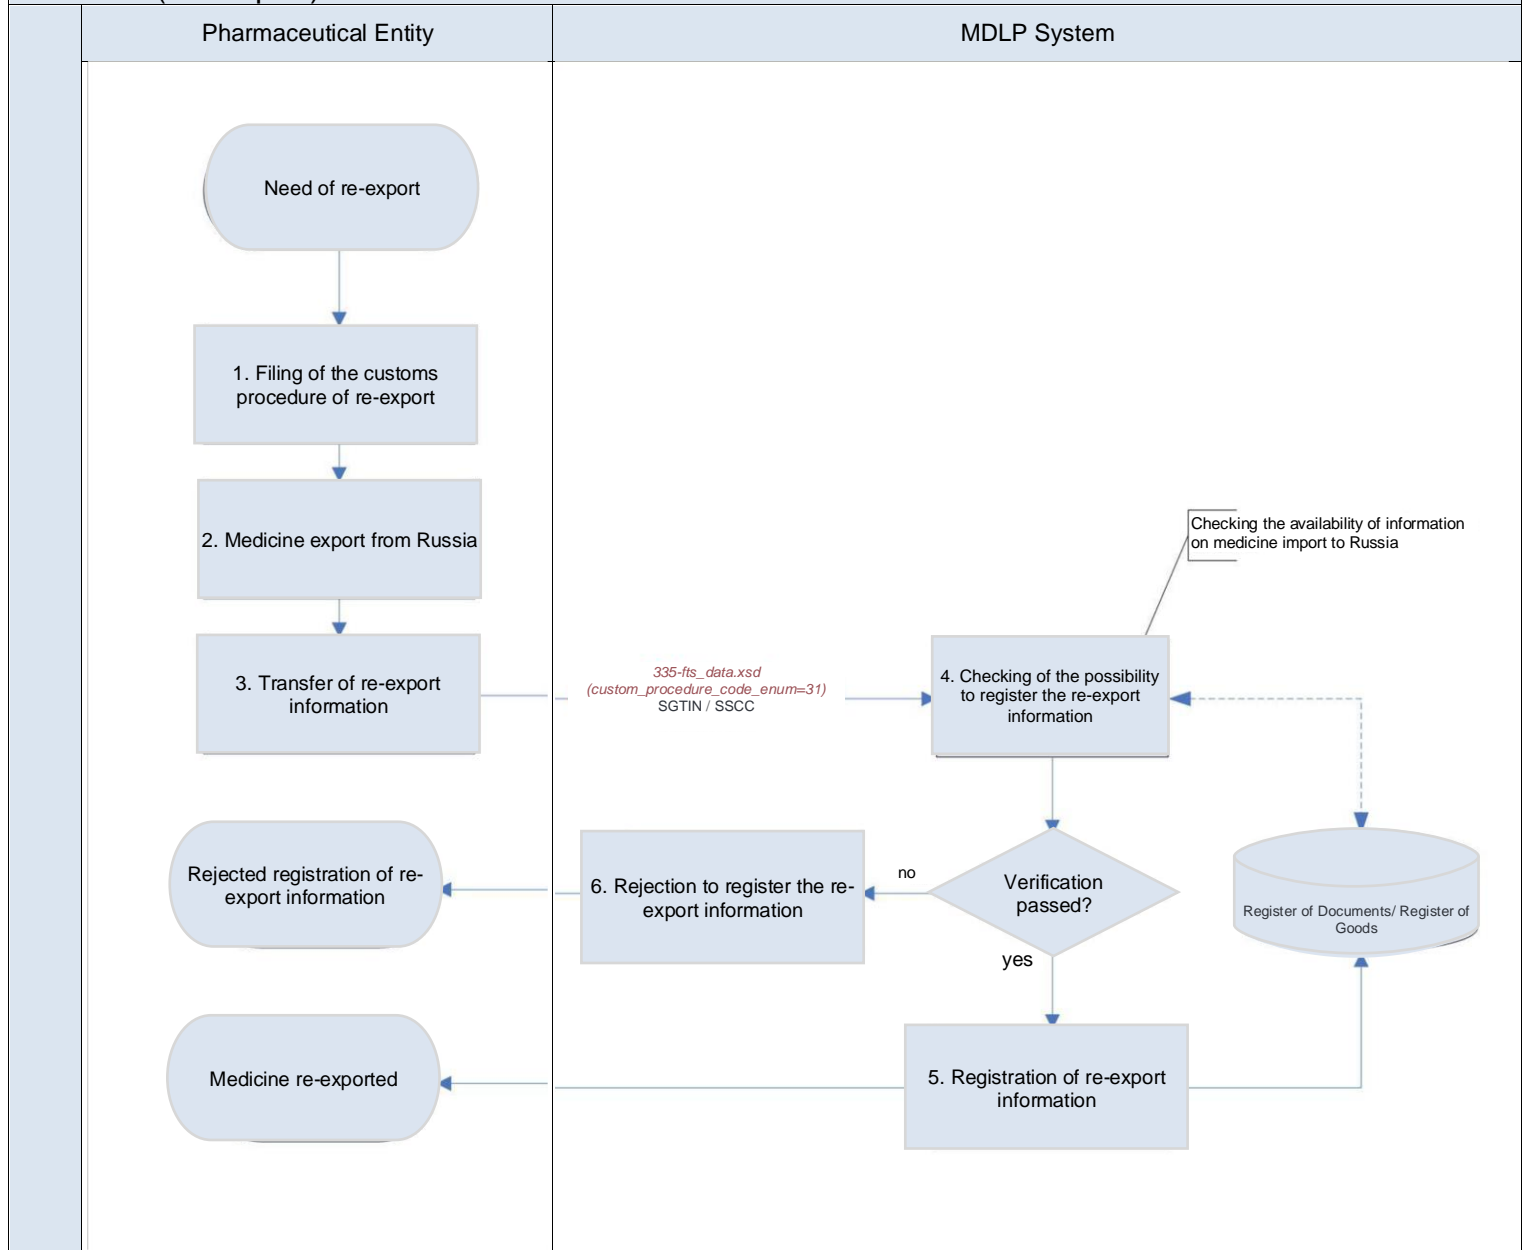 Pharmaceutical Entity
MDLP System
Need of re-export
1. Filing of the customs
procedure of re-export
2. Medicine export from Russia
Checking the availability of information
on medicine import to Russia
3. Transfer of re-export
information
335-fts_data.xsd
(custom_procedure_code_enum=31)
SGTIN / SSCC
4. Checking of the possibility
to register the re-export
information
Rejected registration of re-
export information
6. Rejection to register the re-
export information
no
Verification
passed?
yes
Register of Documents/ Register of
Goods
Medicine re-exported
5. Registration of re-export
information